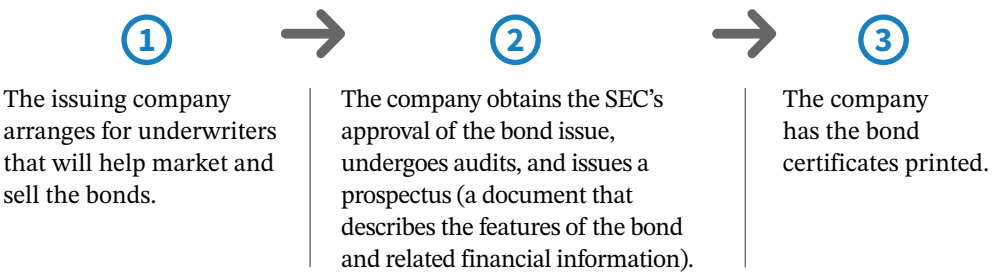 1
The issuing company
arranges for underwriters
that will help market and
sell the bonds.
2
The company obtains the SEC’s
approval of the bond issue,
undergoes audits, and issues a
prospectus (a document that
describes the features of the bond
and related financial information).
3
The company
has the bond
certificates printed.